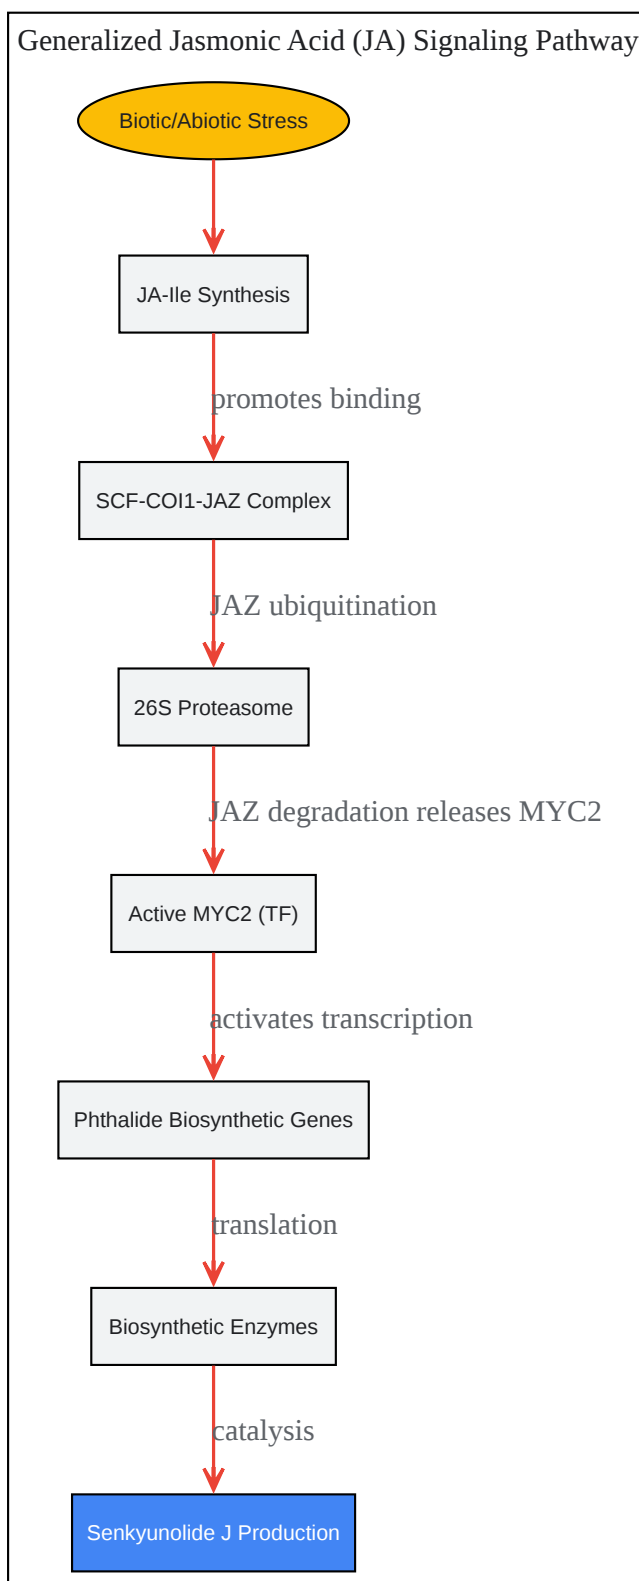 Generalized Jasmonic Acid (JA) Signaling Pathway
Biotic/Abiotic Stress
JA-Ile Synthesis
promotes binding
SCF-COI1-JAZ Complex
JAZ ubiquitination
26S Proteasome
JAZ degradation releases MYC2
Active MYC2 (TF)
activates transcription
Phthalide Biosynthetic Genes
translation
Biosynthetic Enzymes
catalysis
Senkyunolide J Production